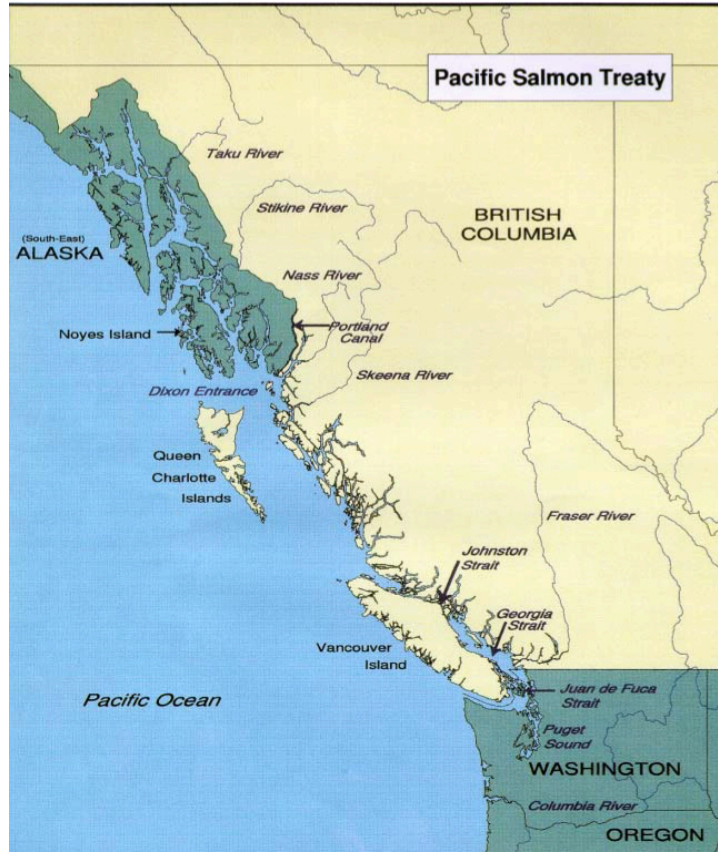 Pacific Salmon Treaty
Taku River
Stikine River
BRITISH
COLUMBIA
(South-East)
ALASKA
Nass River
Noyes Island
Portland
Canal
Skeena River
Dixon Entrance
Queen
Charlotte
Islands
Fraser River
Johnston
Strait
Georgia
Strait
Vancouver
Island
Pacific Ocean
Juan de Fuca
Strait
Puget
Sound
WASHINGTON
Columbia River
OREGON